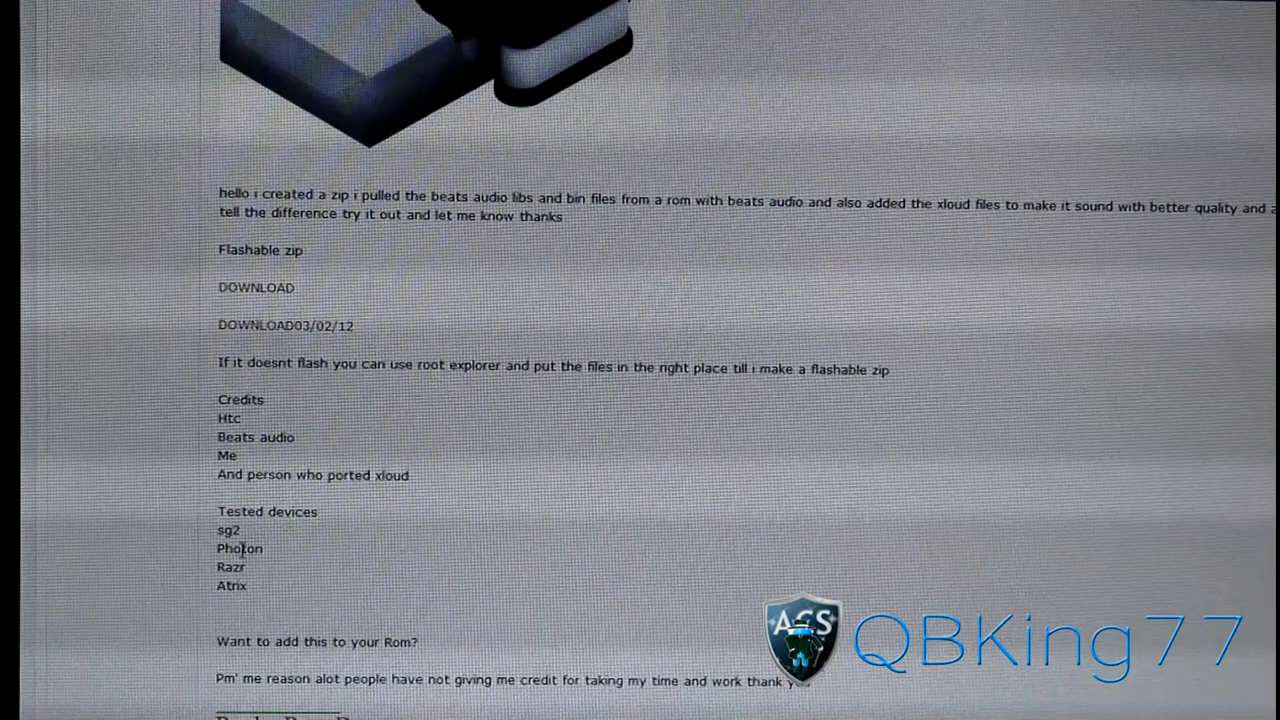 hello i created a zip i pulled the beats audio libs and bin files from a rom with beats audio and also added the xloud files to make it sound with better quality and a
tell the difference try it out and let me know thanks
Flashable zip
DOWNLOAD
DOWNLOAD03/02/12
If it doesnt flash you can use root explorer and put the files in the right place till i make a flashable zip
Credits
Htc
Beats audio
Me
And person who ported xloud
Tested devices
sg2
Photon
Razr
Atrix
Want to add this to your Rom?
Pm' me reason alot people have not giving me credit for taking my time and work thank
ACS
QBKing77